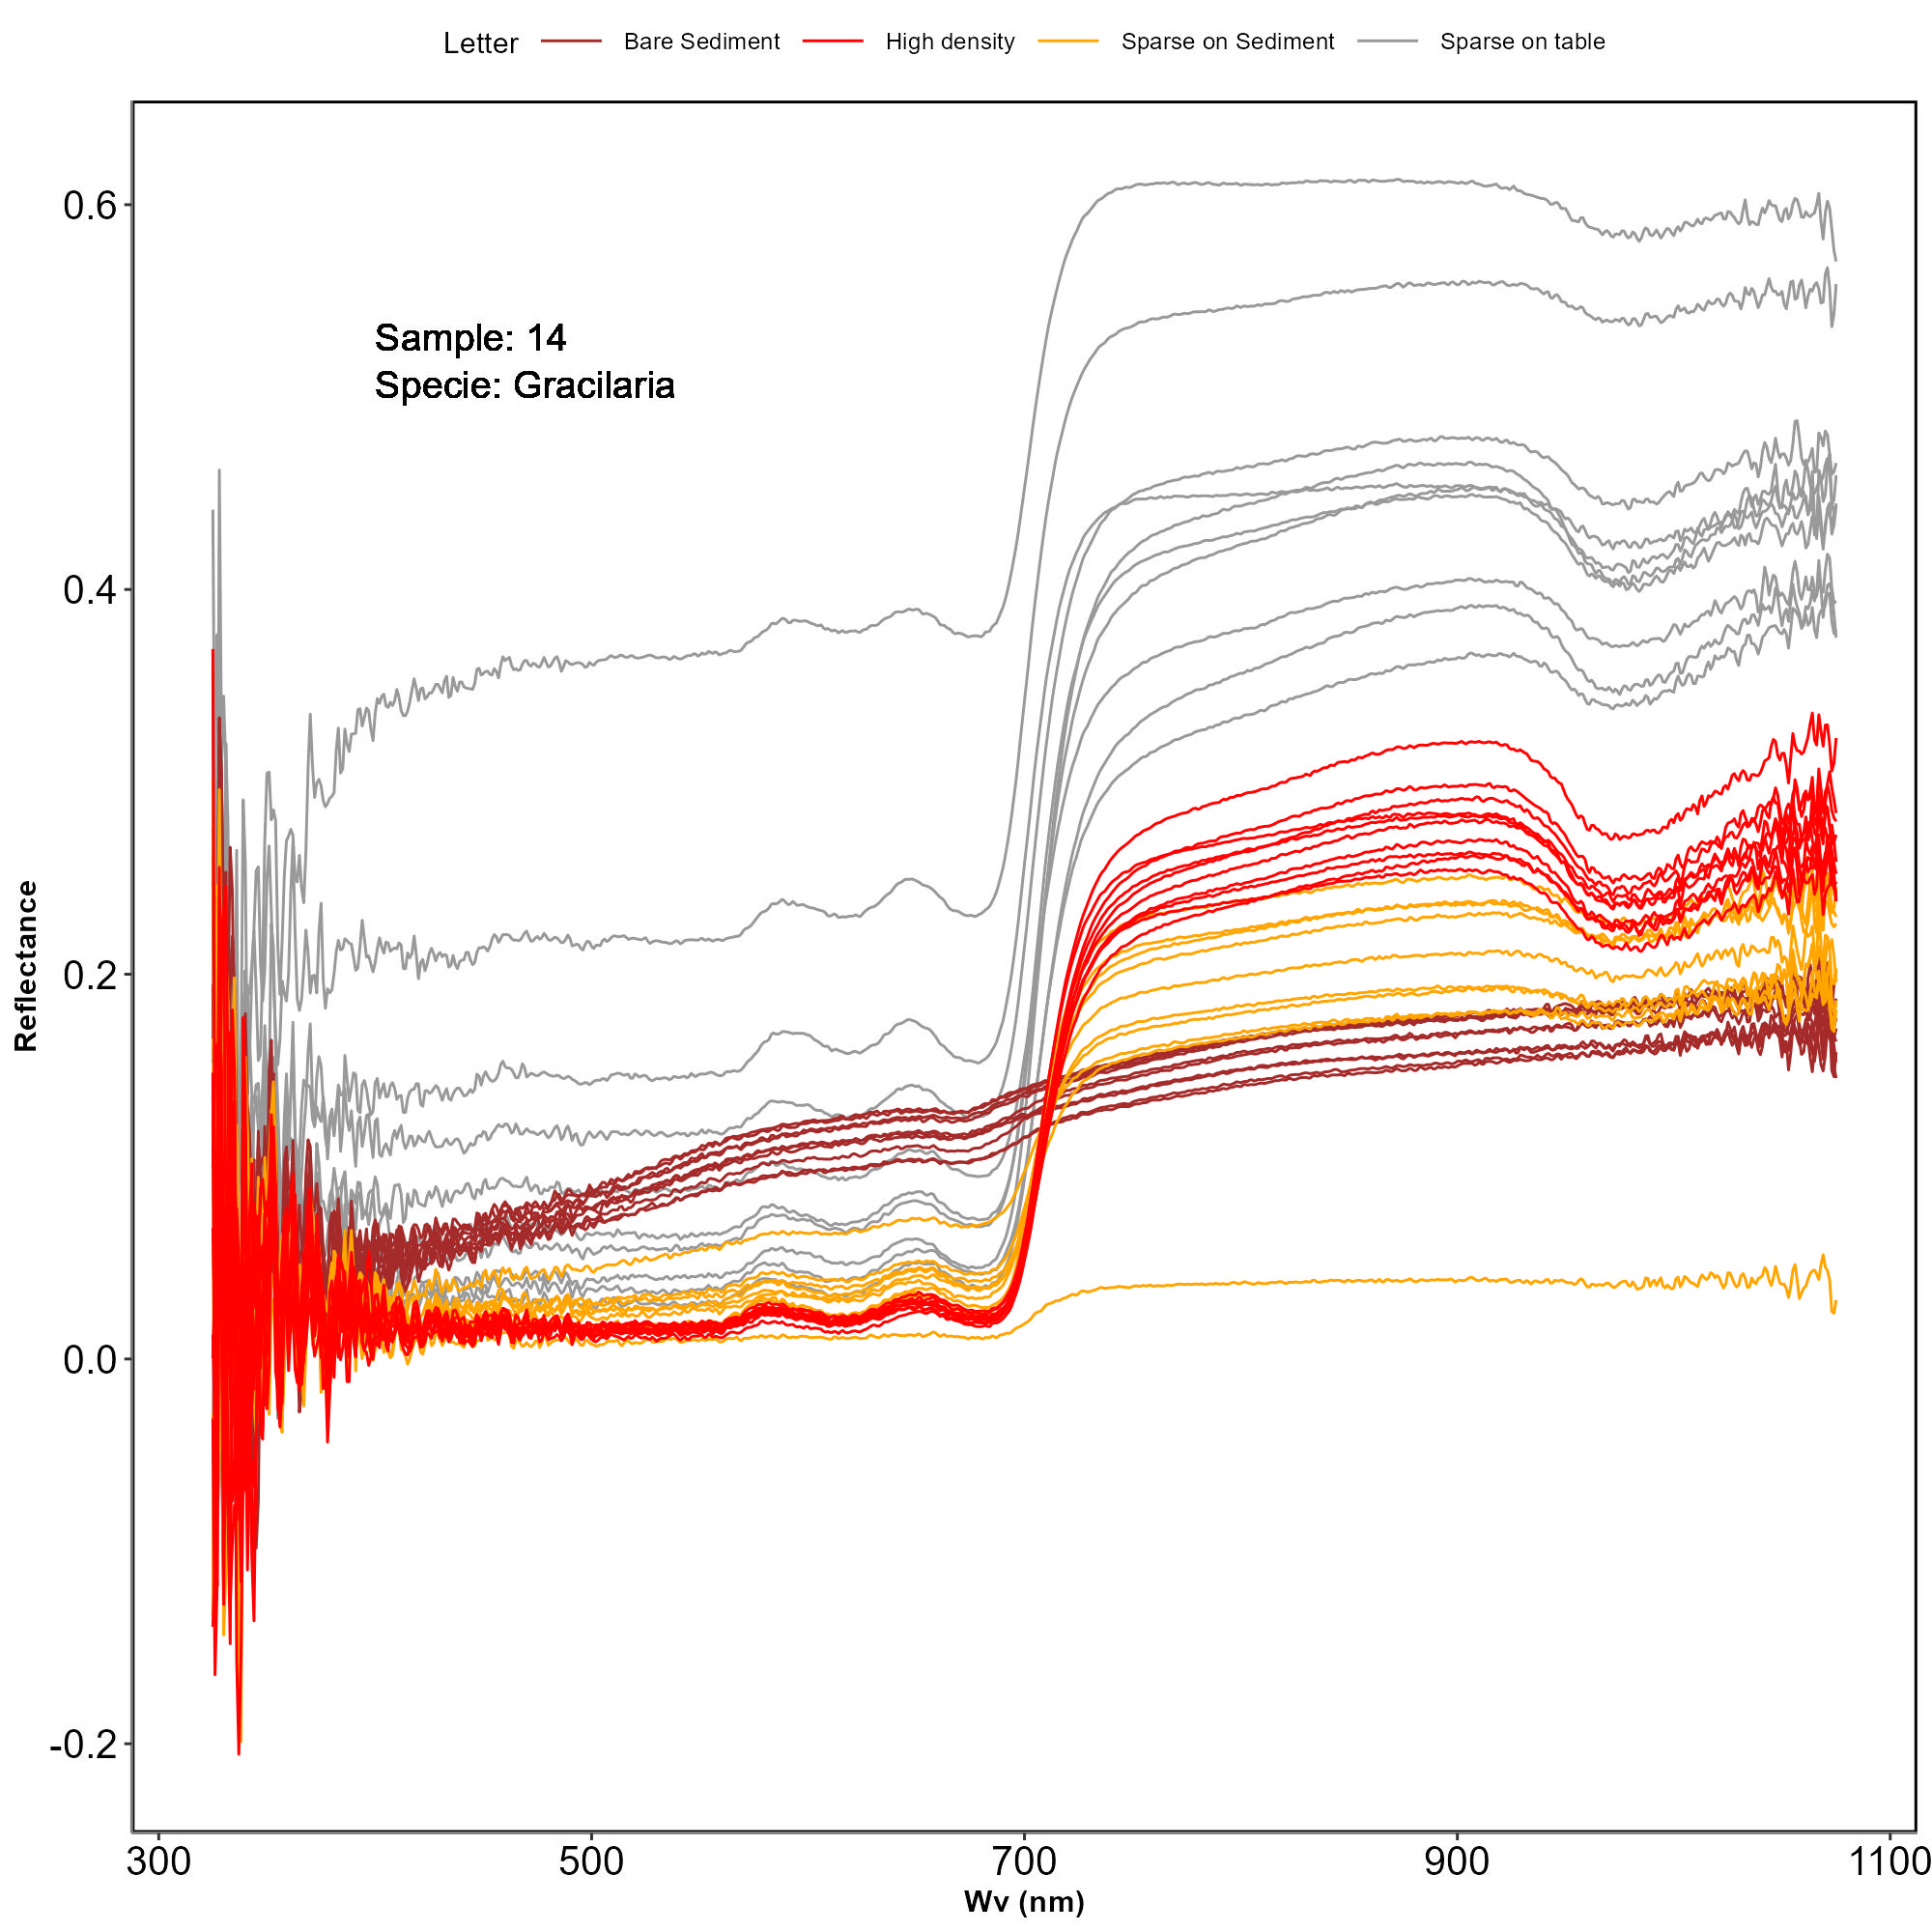 Letter Bare Sediment High density Sparse on Sediment Sparse on table
Sample: 14
Specie: Gracilaria
0.6
0.4
0.2
0.0
-0.2
Reflectance
300 500 700 900 1100
Wv (nm)